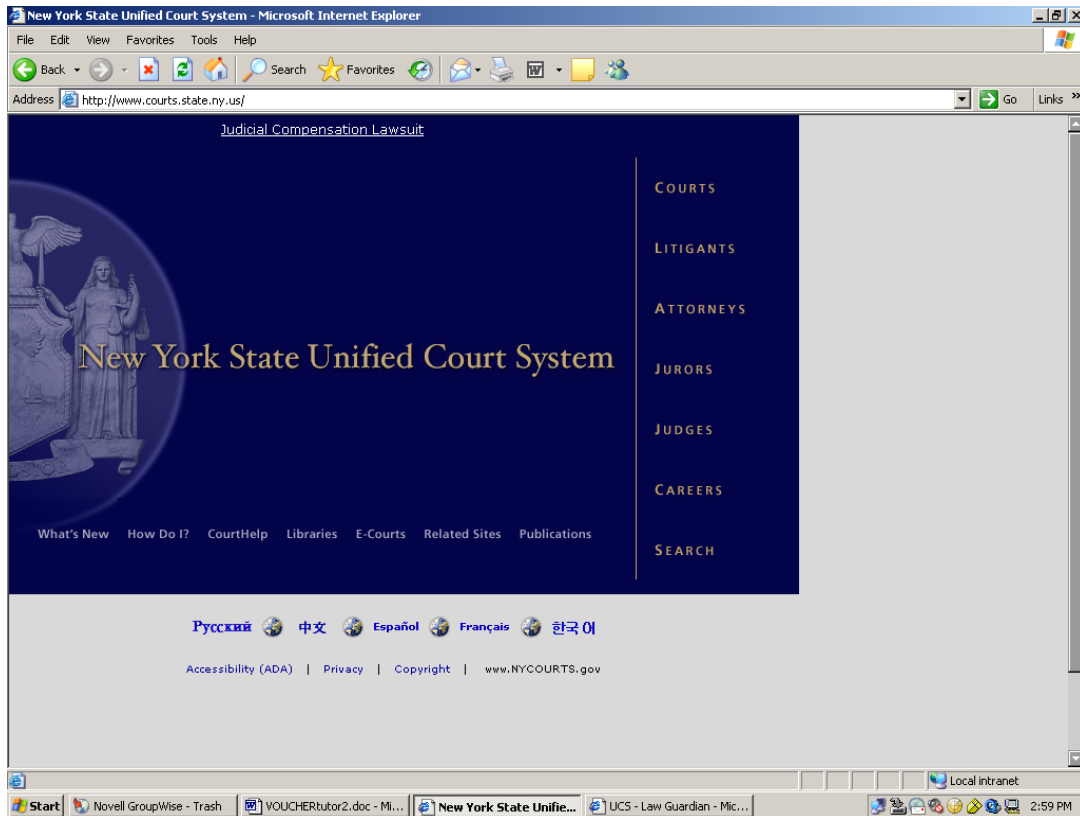 New York State Unified Court System - Microsoft Internet Explorer
File Edit View Favorites Tools Help
Back Search Favorites
Address http://www.courts.state.ny.us/ Go Links »
Judicial Compensation Lawsuit
COURTS
LITIGANTS
ATTORNEYS
New York State Unified Court System
JURORS
JUDGES
CAREERS
What's New How Do I? CourtHelp Libraries E-Courts Related Sites Publications
SEARCH
Русский 中文 Español Français 한국어
Accessibility (ADA) | Privacy | Copyright | www.NYCOURTS.gov
Local intranet
Start Novell GroupWise - Trash VOUCHERtutor2.doc - Mi... New York State Unifie... UCS - Law Guardian - Mic... 2:59 PM